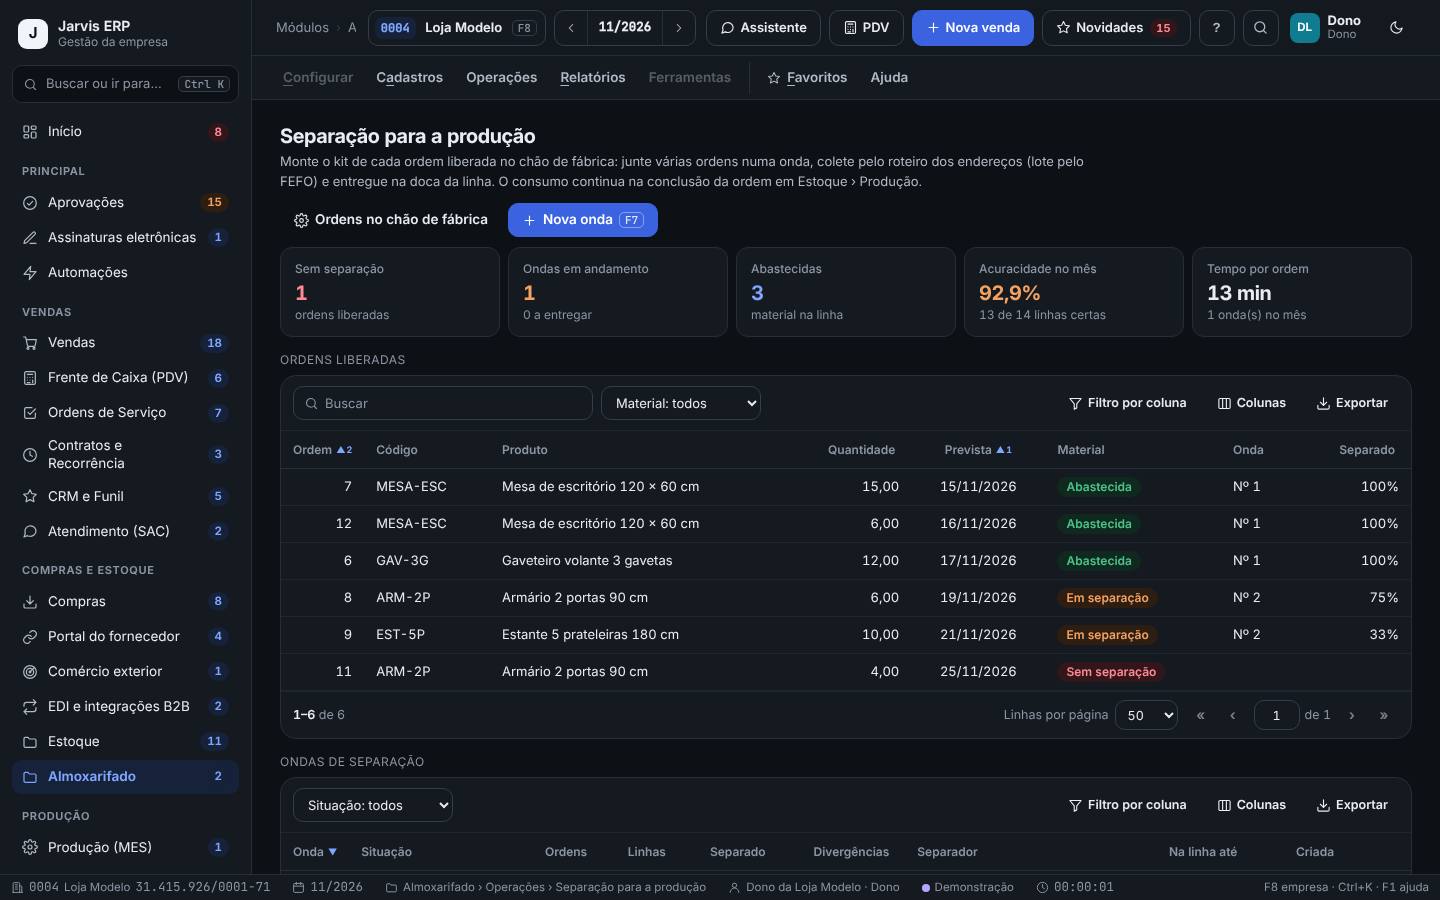 J
Jarvis ERP
Gestão da empresa
Buscar ou ir para... Ctrl K
Início 8
PRINCIPAL
Aprovações 15
Assinaturas eletrônicas 1
Automações
VENDAS
Vendas 18
Frente de Caixa (PDV) 6
Ordens de Serviço 7
Contratos e
Recorrência 3
CRM e Funil 5
Atendimento (SAC) 2
COMPRAS E ESTOQUE
Compras 8
Portal do fornecedor 4
Comércio exterior 1
EDI e integrações B2B 2
Estoque 11
Almoxarifado 2
PRODUÇÃO
Produção (MES) 1
Módulos › A 0004 Loja Modelo F8 ‹ 11/2026 › Assistente PDV + Nova venda Novidades 15 ? DL Dono
Dono
Configurar Cadastros Operações Relatórios Ferramentas Favoritos Ajuda
Separação para a produção
Monte o kit de cada ordem liberada no chão de fábrica: junte várias ordens numa onda, colete pelo roteiro dos endereços (lote pelo
FEFO) e entregue na doca da linha. O consumo continua na conclusão da ordem em Estoque › Produção.
Ordens no chão de fábrica + Nova onda F7
Sem separação
1
ordens liberadas
Ondas em andamento
1
0 a entregar
Abastecidas
3
material na linha
Acuracidade no mês
92,9%
13 de 14 linhas certas
Tempo por ordem
13 min
1 onda(s) no mês
ORDENS LIBERADAS
Buscar Material: todos Filtro por coluna Colunas Exportar
Ordem ▲2 Código Produto Quantidade Prevista ▲1 Material Onda Separado
7 MESA-ESC Mesa de escritório 120 × 60 cm 15,00 15/11/2026 Abastecida Nº 1 100%
12 MESA-ESC Mesa de escritório 120 × 60 cm 6,00 16/11/2026 Abastecida Nº 1 100%
6 GAV-3G Gaveteiro volante 3 gavetas 12,00 17/11/2026 Abastecida Nº 1 100%
8 ARM-2P Armário 2 portas 90 cm 6,00 19/11/2026 Em separação Nº 2 75%
9 EST-5P Estante 5 prateleiras 180 cm 10,00 21/11/2026 Em separação Nº 2 33%
11 ARM-2P Armário 2 portas 90 cm 4,00 25/11/2026 Sem separação
1–6 de 6 Linhas por página 50 « ‹ 1 de 1 › »
ONDAS DE SEPARAÇÃO
Situação: todos Filtro por coluna Colunas Exportar
Onda ▼ Situação Ordens Linhas Separado Divergências Separador Na linha até Criada
0004 Loja Modelo 31.415.926/0001-71 11/2026 Almoxarifado › Operações › Separação para a produção Dono da Loja Modelo · Dono Demonstração 00:00:01 F8 empresa · Ctrl+K · F1 ajuda